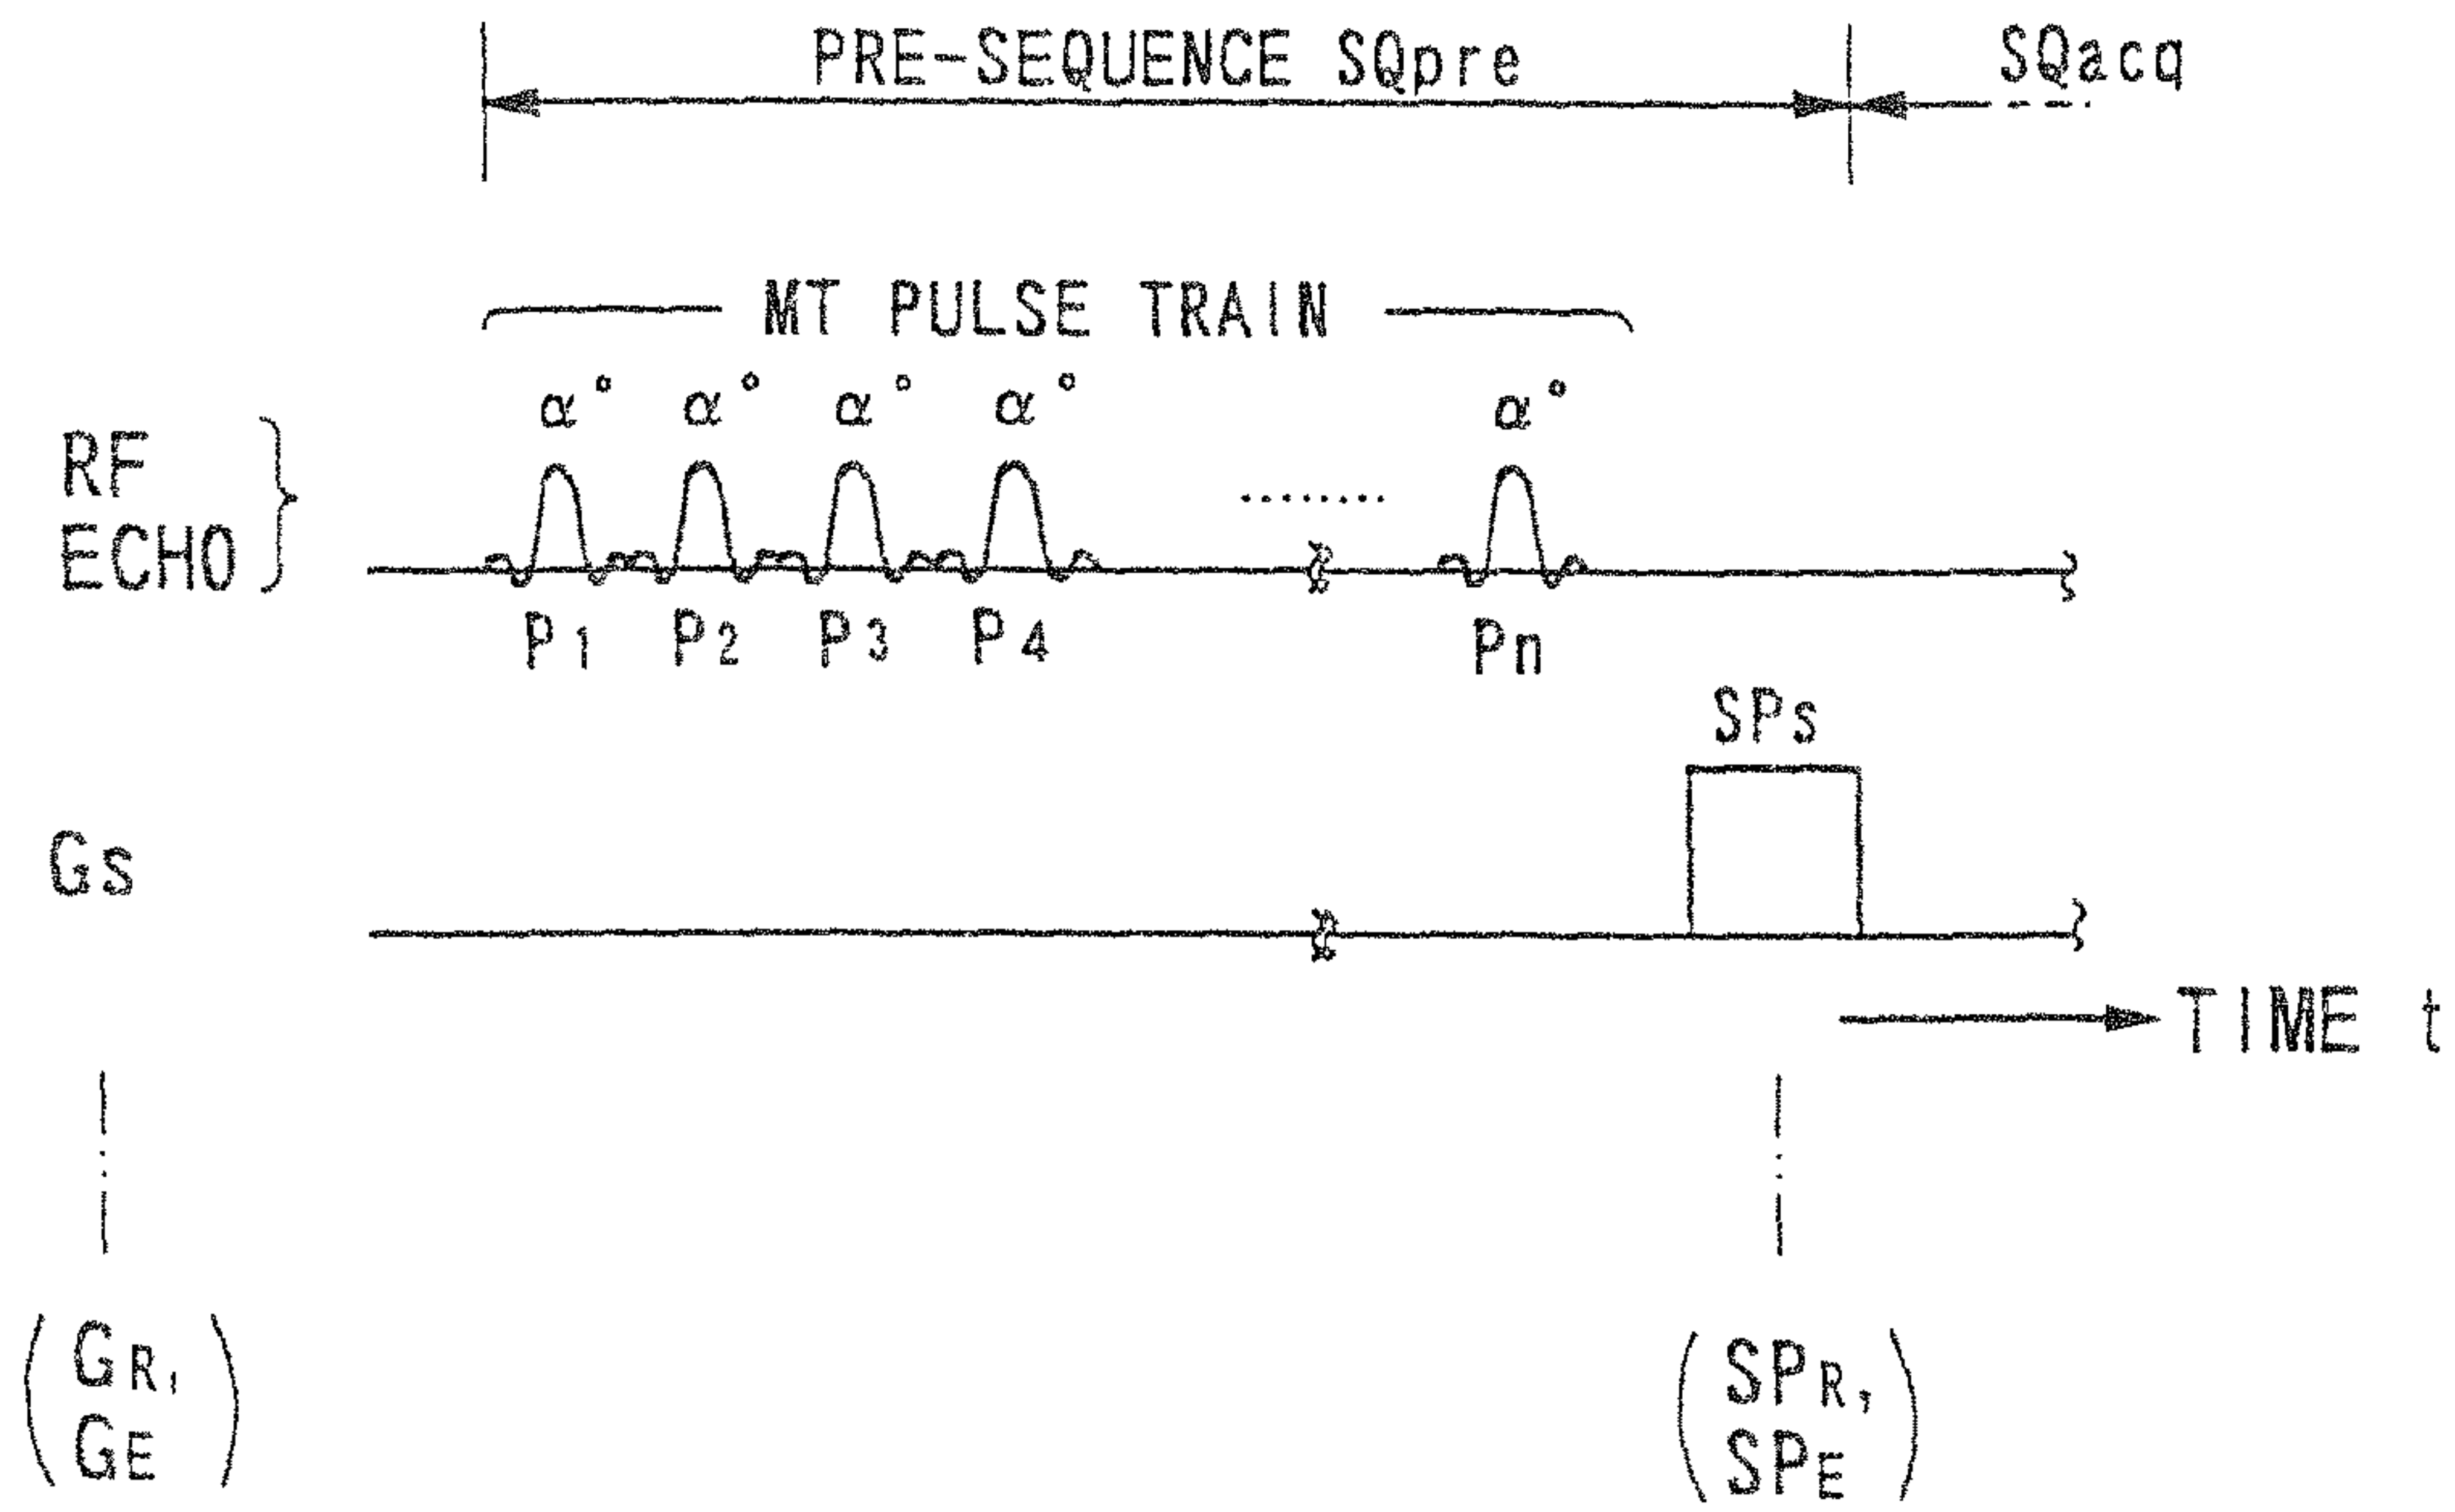 PRE-SEQUENCE SQpre
SQacq
MT PULSE TRAIN
α° α° α° α° α°
RF
ECHO
P1 P2 P3 P4 ........ Pn
SPs
Gs
TIME t
(GR,
GE)
(SPR,
SPE)